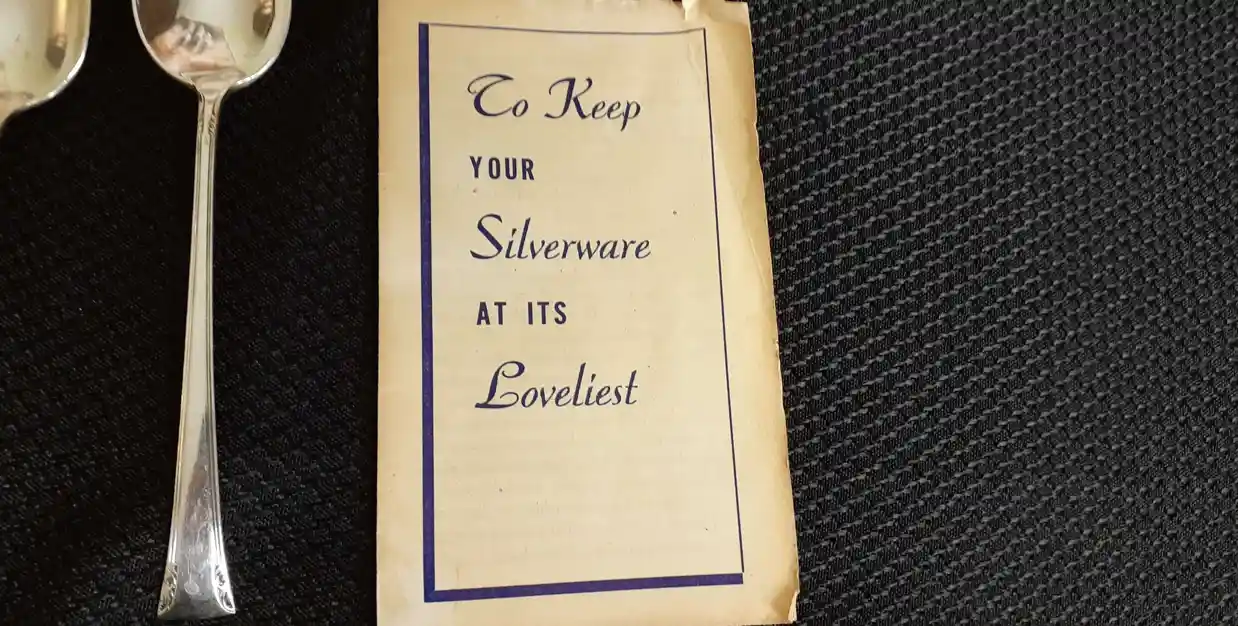 To Keep
YOUR
Silverware
AT ITS
Loveliest